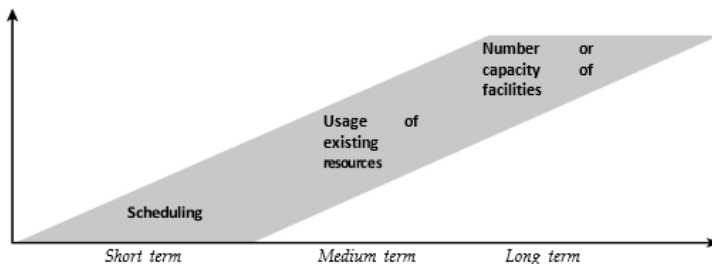 Number or
capacity of
facilities
Usage of
existing
resources
Scheduling
Short term Medium term Long term